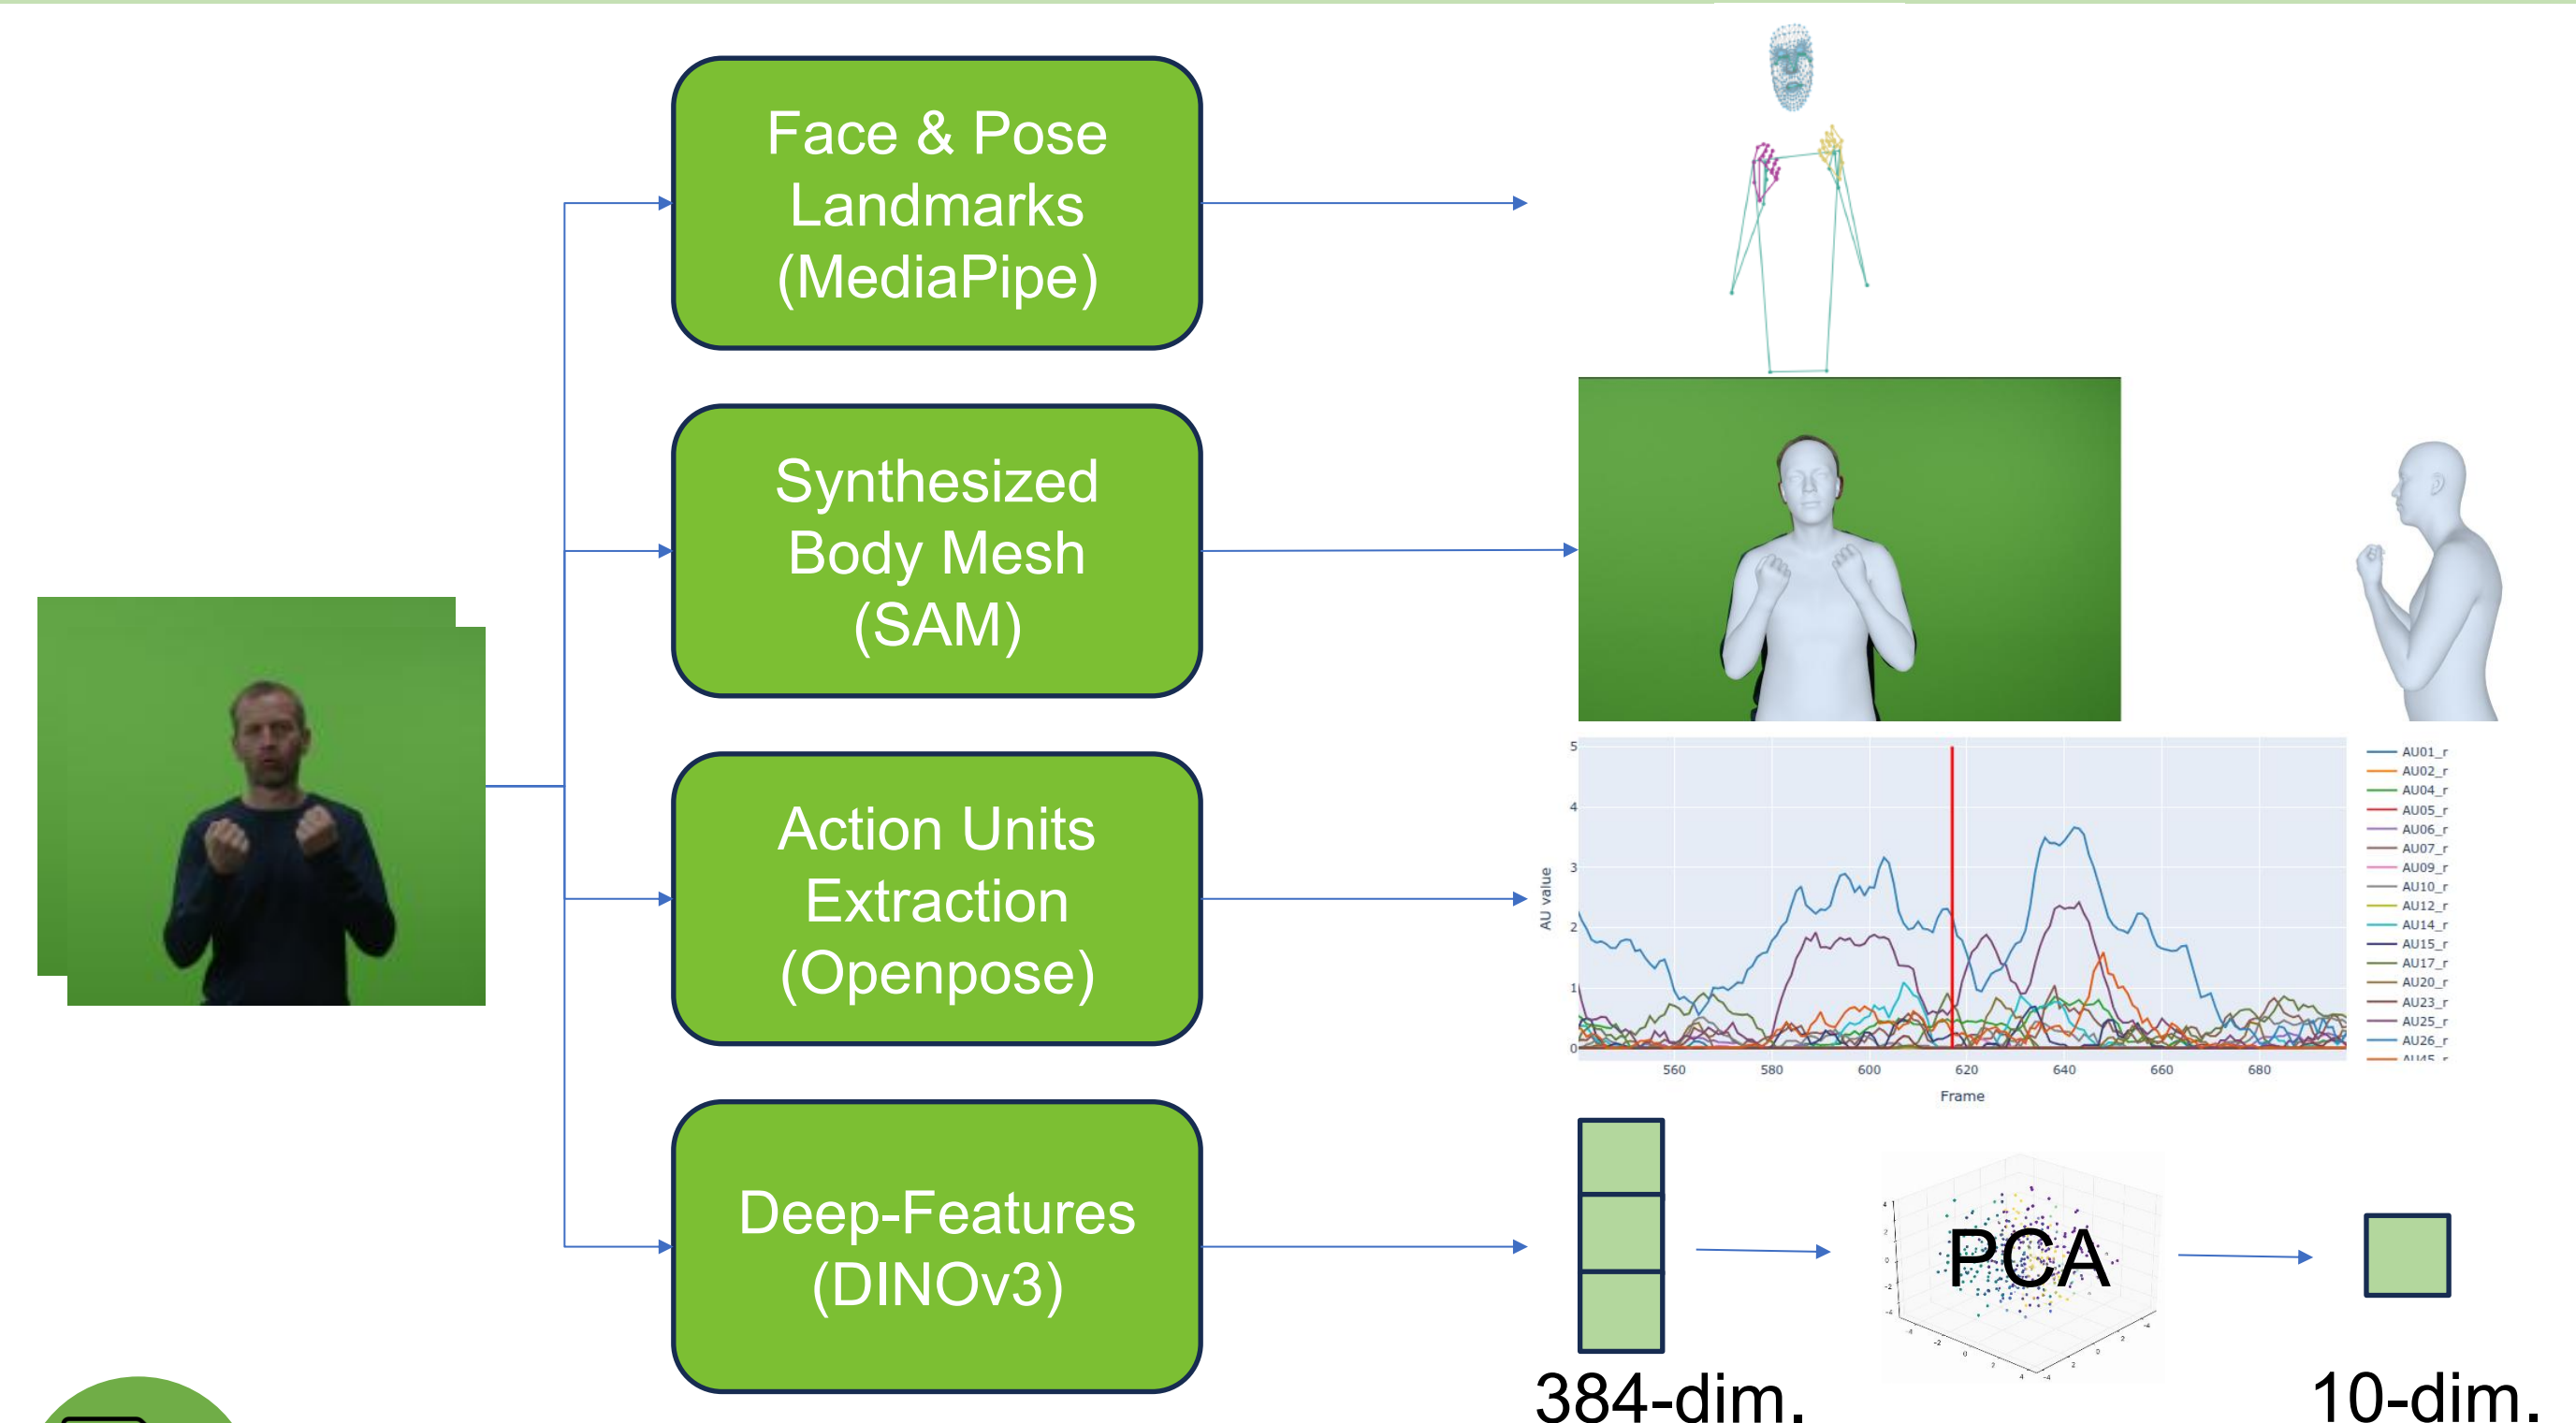 Face & Pose
Landmarks
(MediaPipe)
Synthesized
Body Mesh
(SAM)
Action Units
Extraction
(Openpose)
5
4
3
2
1
0
AU value
560
580
600
620
640
660
680
Frame
AU01_r
AU02_r
AU04_r
AU05_r
AU06_r
AU07_r
AU09_r
AU10_r
AU12_r
AU14_r
AU15_r
AU17_r
AU20_r
AU23_r
AU25_r
AU26_r
AU45_r
Deep-Features
(DINOv3)
PCA
384-dim.
10-dim.